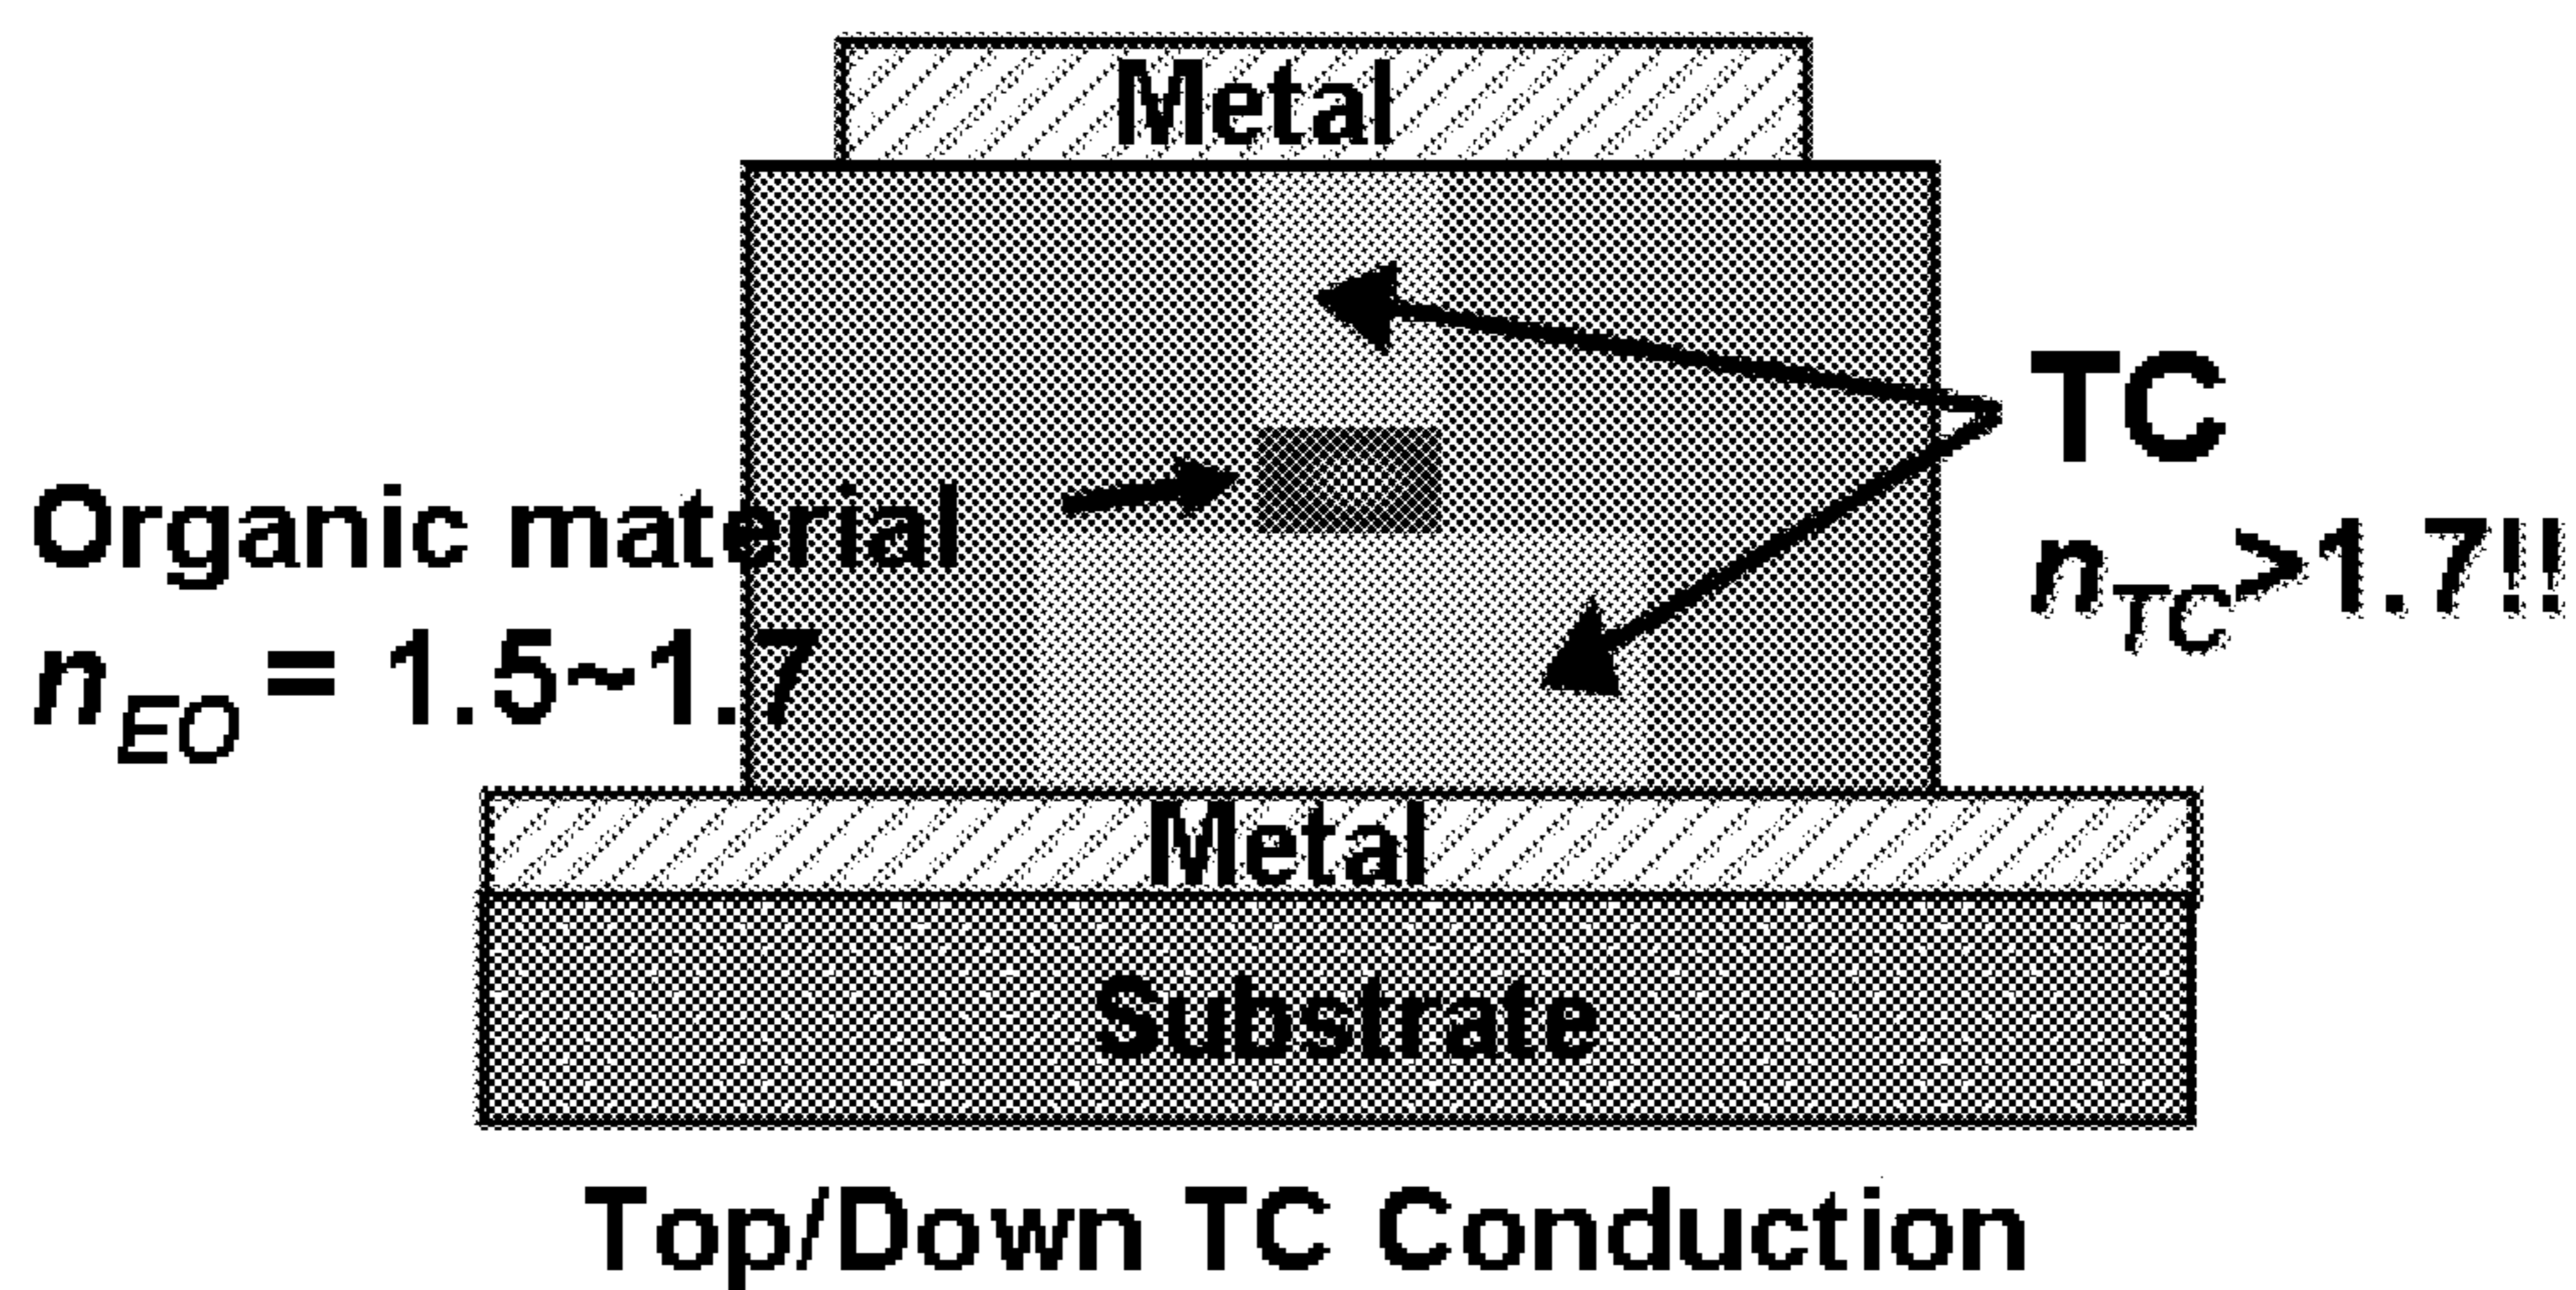 Metal
TC
Organic material
n_TC>1.7!!
n_EO = 1.5~1.7
Metal
Substrate
Top/Down TC Conduction